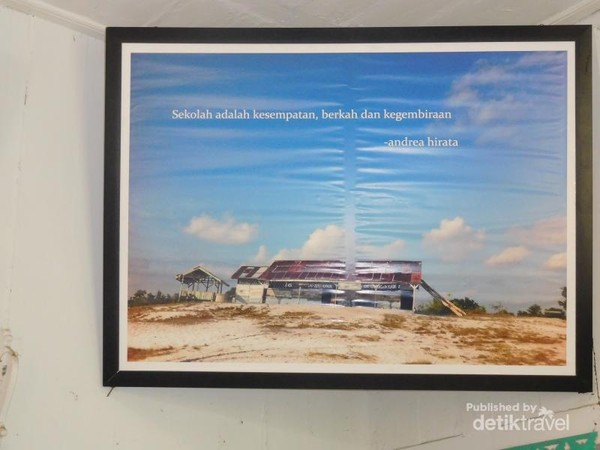 Sekolah adalah kesempatan, berkah dan kegembiraan
-andrea hirata
Published by
detiktravel